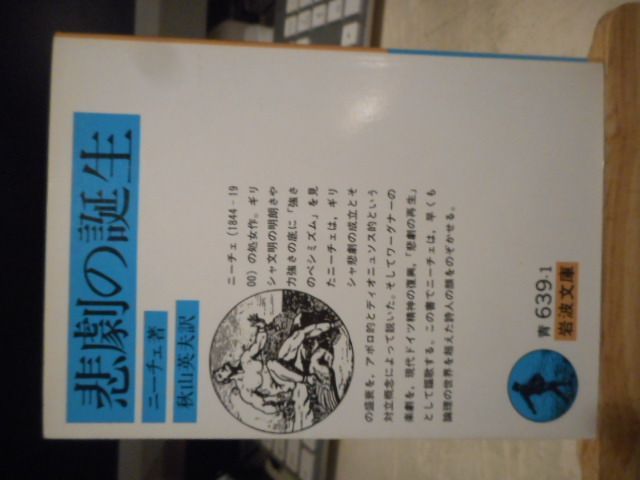 悲劇の誕生
ニーチェ著
秋山英夫訳
ニーチェ(1844-19
00)の処女作。ギリ
シャ文明の明朗さや
力強さの底に「強さ
のペシミズム」を見
たニーチェは、ギリ
シャ悲劇の成立とそ
の盛衰を、アポロ的とディオニュソス的という
対立概念によって説いた。そしてワーグナーの
楽劇を、現代ドイツ精神の復興、「悲劇の再生」
として謳歌する。この書でニーチェは、早くも
論理の世界を超えた詩人の顔をのぞかせる。
青 639-1
岩波文庫